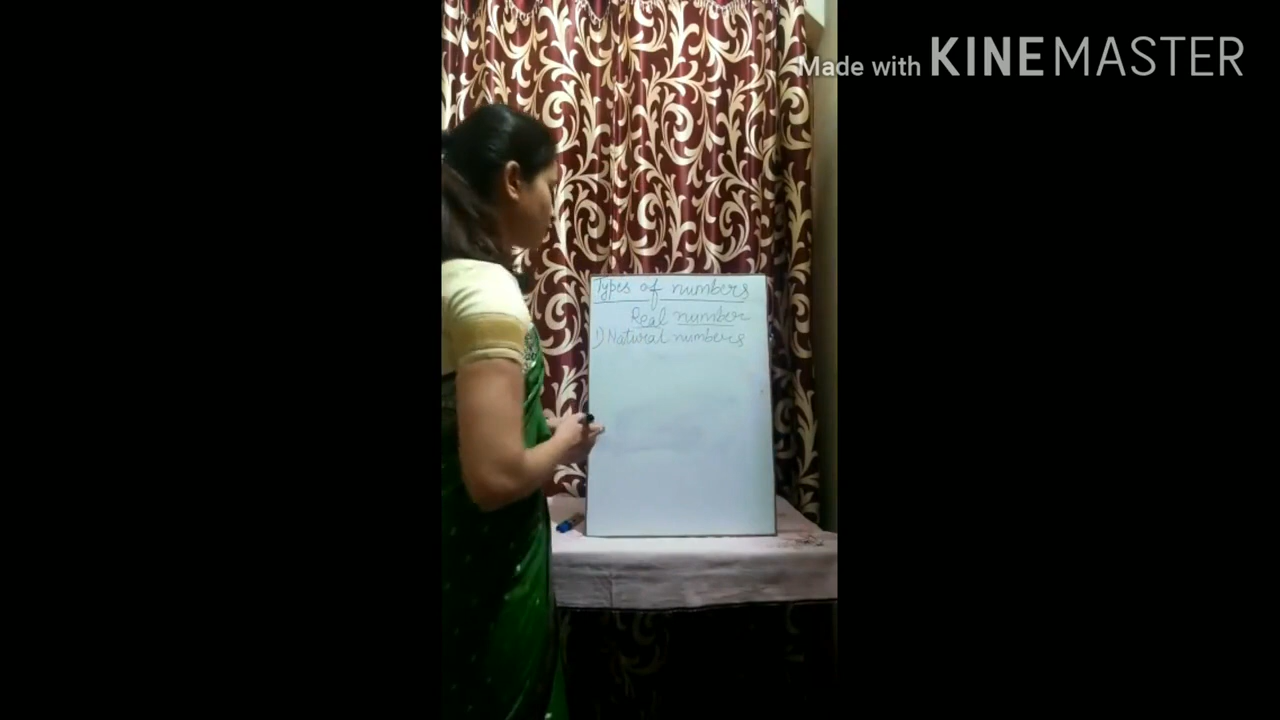 Made with KINEMASTER
Types of numbers
Real number
1) Natural numbers